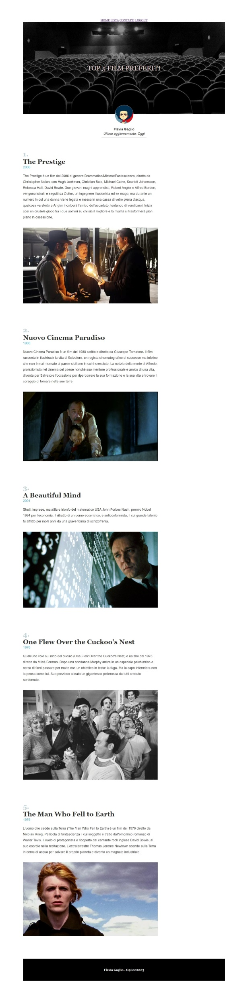 HOME LISTA CONTATTI LOGOUT
TOP 5 FILM PREFERITI
Flavia Gaglio
Ultimo aggiornamento: Oggi
1.
The Prestige
2006
The Prestige è un film del 2006 di genere Drammatico/Mistero/Fantascienza, diretto da
Christopher Nolan, con Hugh Jackman, Christian Bale, Michael Caine, Scarlett Johansson,
Rebecca Hall, David Bowie. Due giovani maghi apprendisti, Robert Angier e Alfred Borden,
vengono istruiti e seguiti da Cutter, un ingegnere illusionista ed ex mago, ma durante un
numero in cui una donna viene legata e messa in una cassa di vetro piena d'acqua,
qualcosa va storto e Angier incolperà l'amico dell'accaduto, tentando di vendicarsi. Inizia
così un crudele gioco tra i due uomini su chi sia il migliore e la rivalità si trasformerà pian
piano in ossessione.
2.
Nuovo Cinema Paradiso
1988
Nuovo Cinema Paradiso è un film del 1988 scritto e diretto da Giuseppe Tornatore. Il film
racconta in flashback la vita di Salvatore, un regista cinematografico di successo ma infelice
che non è mai ritornato al paese siciliano in cui è cresciuto. La notizia della morte di Alfredo,
proiezionista nel cinema del paese nonché suo mentore professionale e amico di una vita,
diventa per Salvatore l'occasione per ripercorrere la sua formazione e la sua vita e trovare il
coraggio di tornare nelle sue terre.
3.
A Beautiful Mind
2001
Studi, imprese, malattia e trionfo del matematico USA John Forbes Nash, premio Nobel
1994 per l'economia. Il ritratto di un uomo eccentrico, e anticonformista, il cui grande talento
fu afflitto per molti anni da una grave forma di schizofrenia.
4.
One Flew Over the Cuckoo's Nest
1976
Qualcuno volò sul nido del cuculo (One Flew Over the Cuckoo's Nest) è un film del 1975
diretto da Miloš Forman. Dopo una condanna Murphy arriva in un ospedale psichiatrico e
cerca di farsi passare per matto con un obiettivo in testa: la fuga. Ma la capo infermiera non
la pensa come lui. Suo prezioso alleato un gigantesco pellerossa da tutti creduto
sordomuto.
5.
The Man Who Fell to Earth
1976
L'uomo che cadde sulla Terra (The Man Who Fell to Earth) è un film del 1976 diretto da
Nicolas Roeg. Pellicola di fantascienza il cui soggetto è tratto dall'omonimo romanzo di
Walter Tevis. Il ruolo di protagonista è ricoperto dal cantante rock inglese David Bowie, al
suo esordio nella recitazione. L'extraterrestre Thomas Jerome Newtown scende sulla Terra
in cerca di acqua per salvare il proprio pianeta e diventa un magnate industriale.
Flavia Gaglio - O46002003